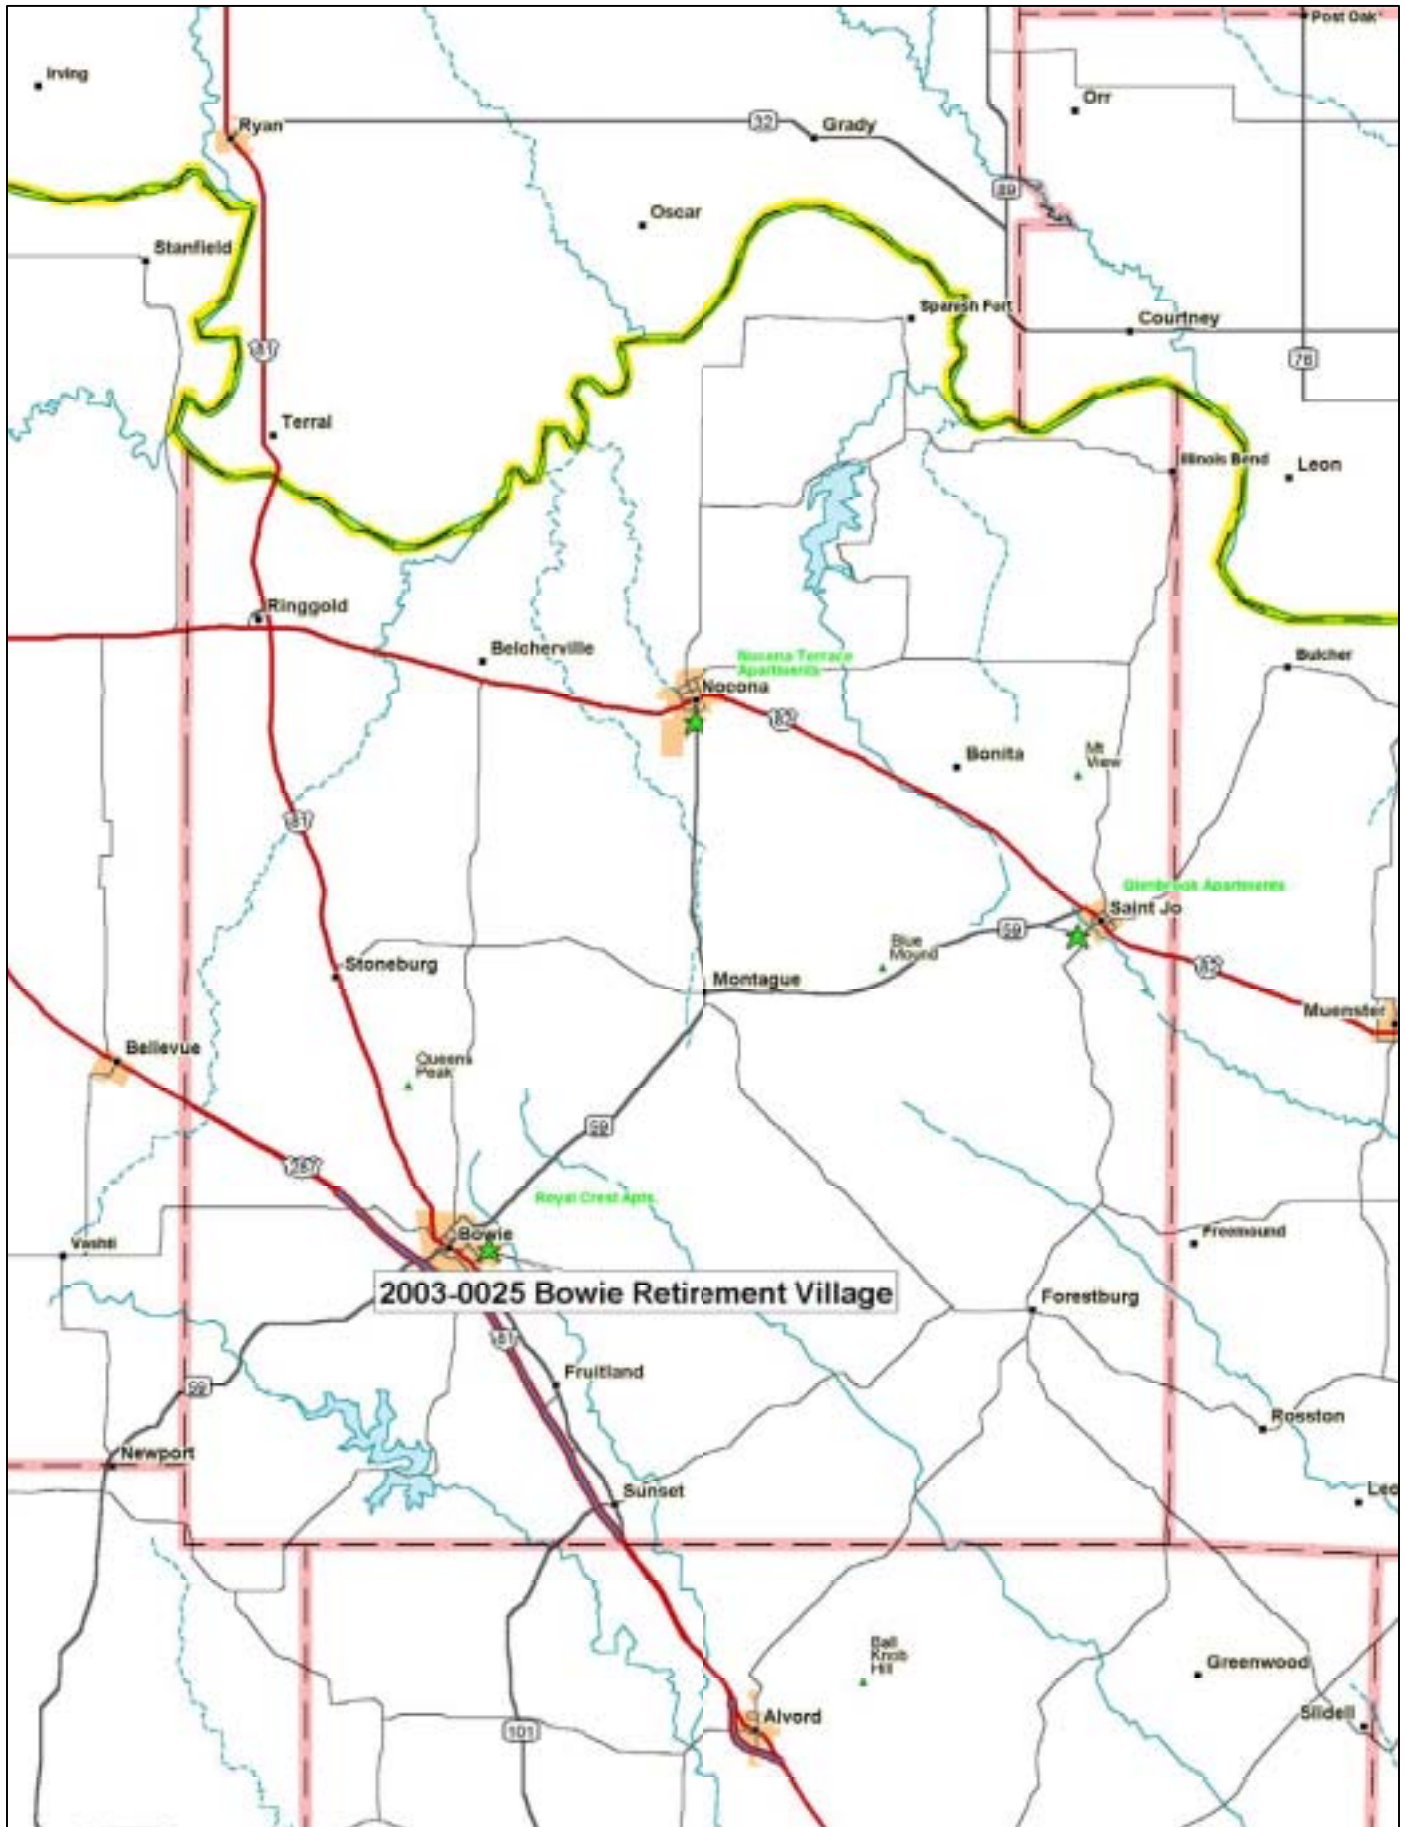 Post Oak
Irving
Orr
Ryan
32
Grady
89
Oscar
Stanfield
Spanish Fort
Courtney
81
76
Terral
Illinois Bend
Leon
Ringgold
Belcherville
Nocona Terrace
Apartments
Bulcher
Nocona
82
Bonita
Mt
View
81
Glenbrook Apartments
Saint Jo
59
Blue
Mound
Stoneburg
82
Montague
Muenster
Bellevue
Queens
Peak
59
287
Royal Crest Apts.
Bowie
Vashti
Freemound
2003-0025 Bowie Retirement Village
Forestburg
81
Fruitland
59
Rosston
Newport
Sunset
Leo
Ball
Knob
Hill
Greenwood
Alvord
Slidell
101